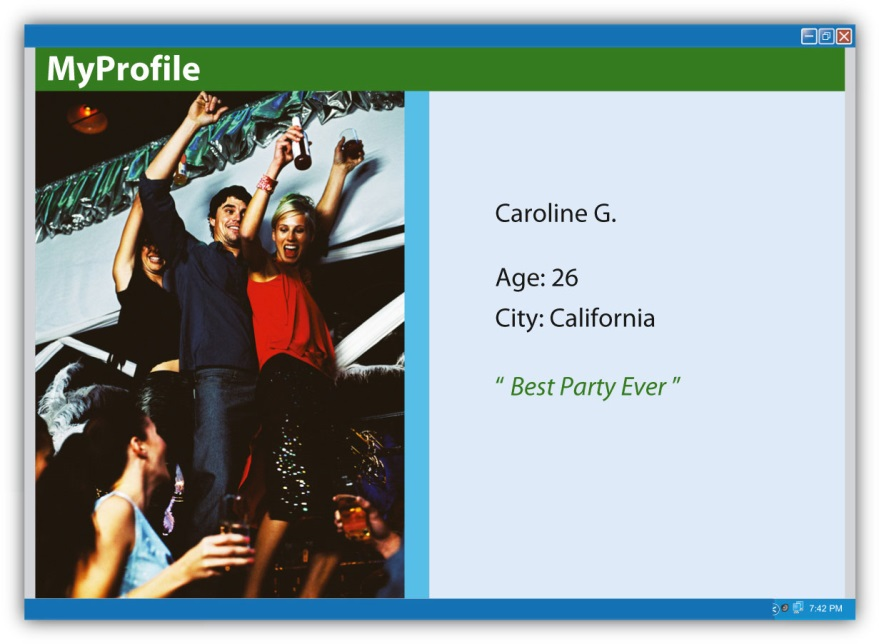 MyProfile
Caroline G.
Age: 26
City: California
“ Best Party Ever ”
7:42 PM